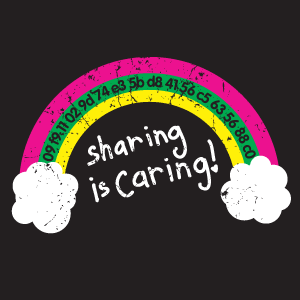 09 f9 11 02 9d 74 e3 5b d8 41 56 c5 63 56 88 c0
sharing
is caring!